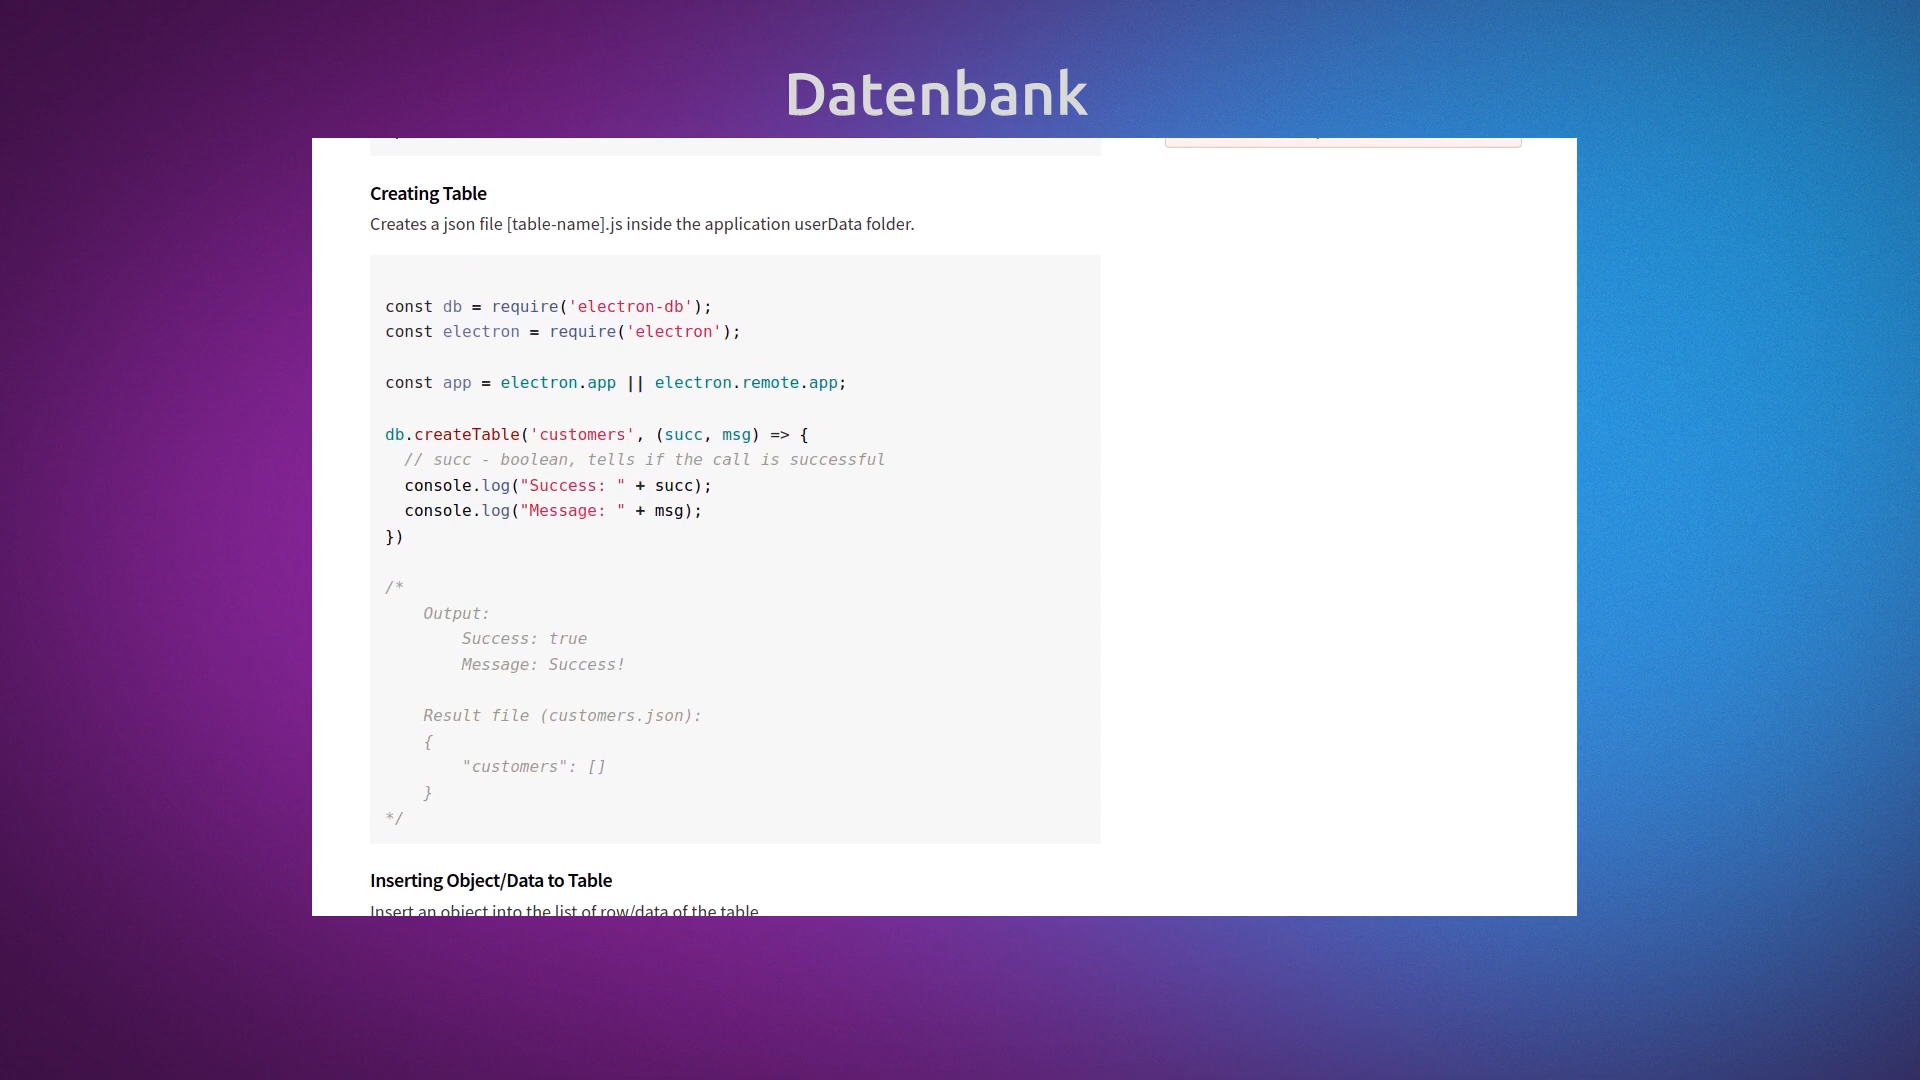 Datenbank
Creating Table
Creates a json file [table-name].js inside the application userData folder.
const db = require('electron-db');
const electron = require('electron');
const app = electron.app || electron.remote.app;
db.createTable('customers', (succ, msg) => {
  // succ - boolean, tells if the call is successful
  console.log("Success: " + succ);
  console.log("Message: " + msg);
})
/*
    Output:
        Success: true
        Message: Success!
    Result file (customers.json):
    {
        "customers": []
    }
*/
Inserting Object/Data to Table
Insert an object into the list of row/data of the table